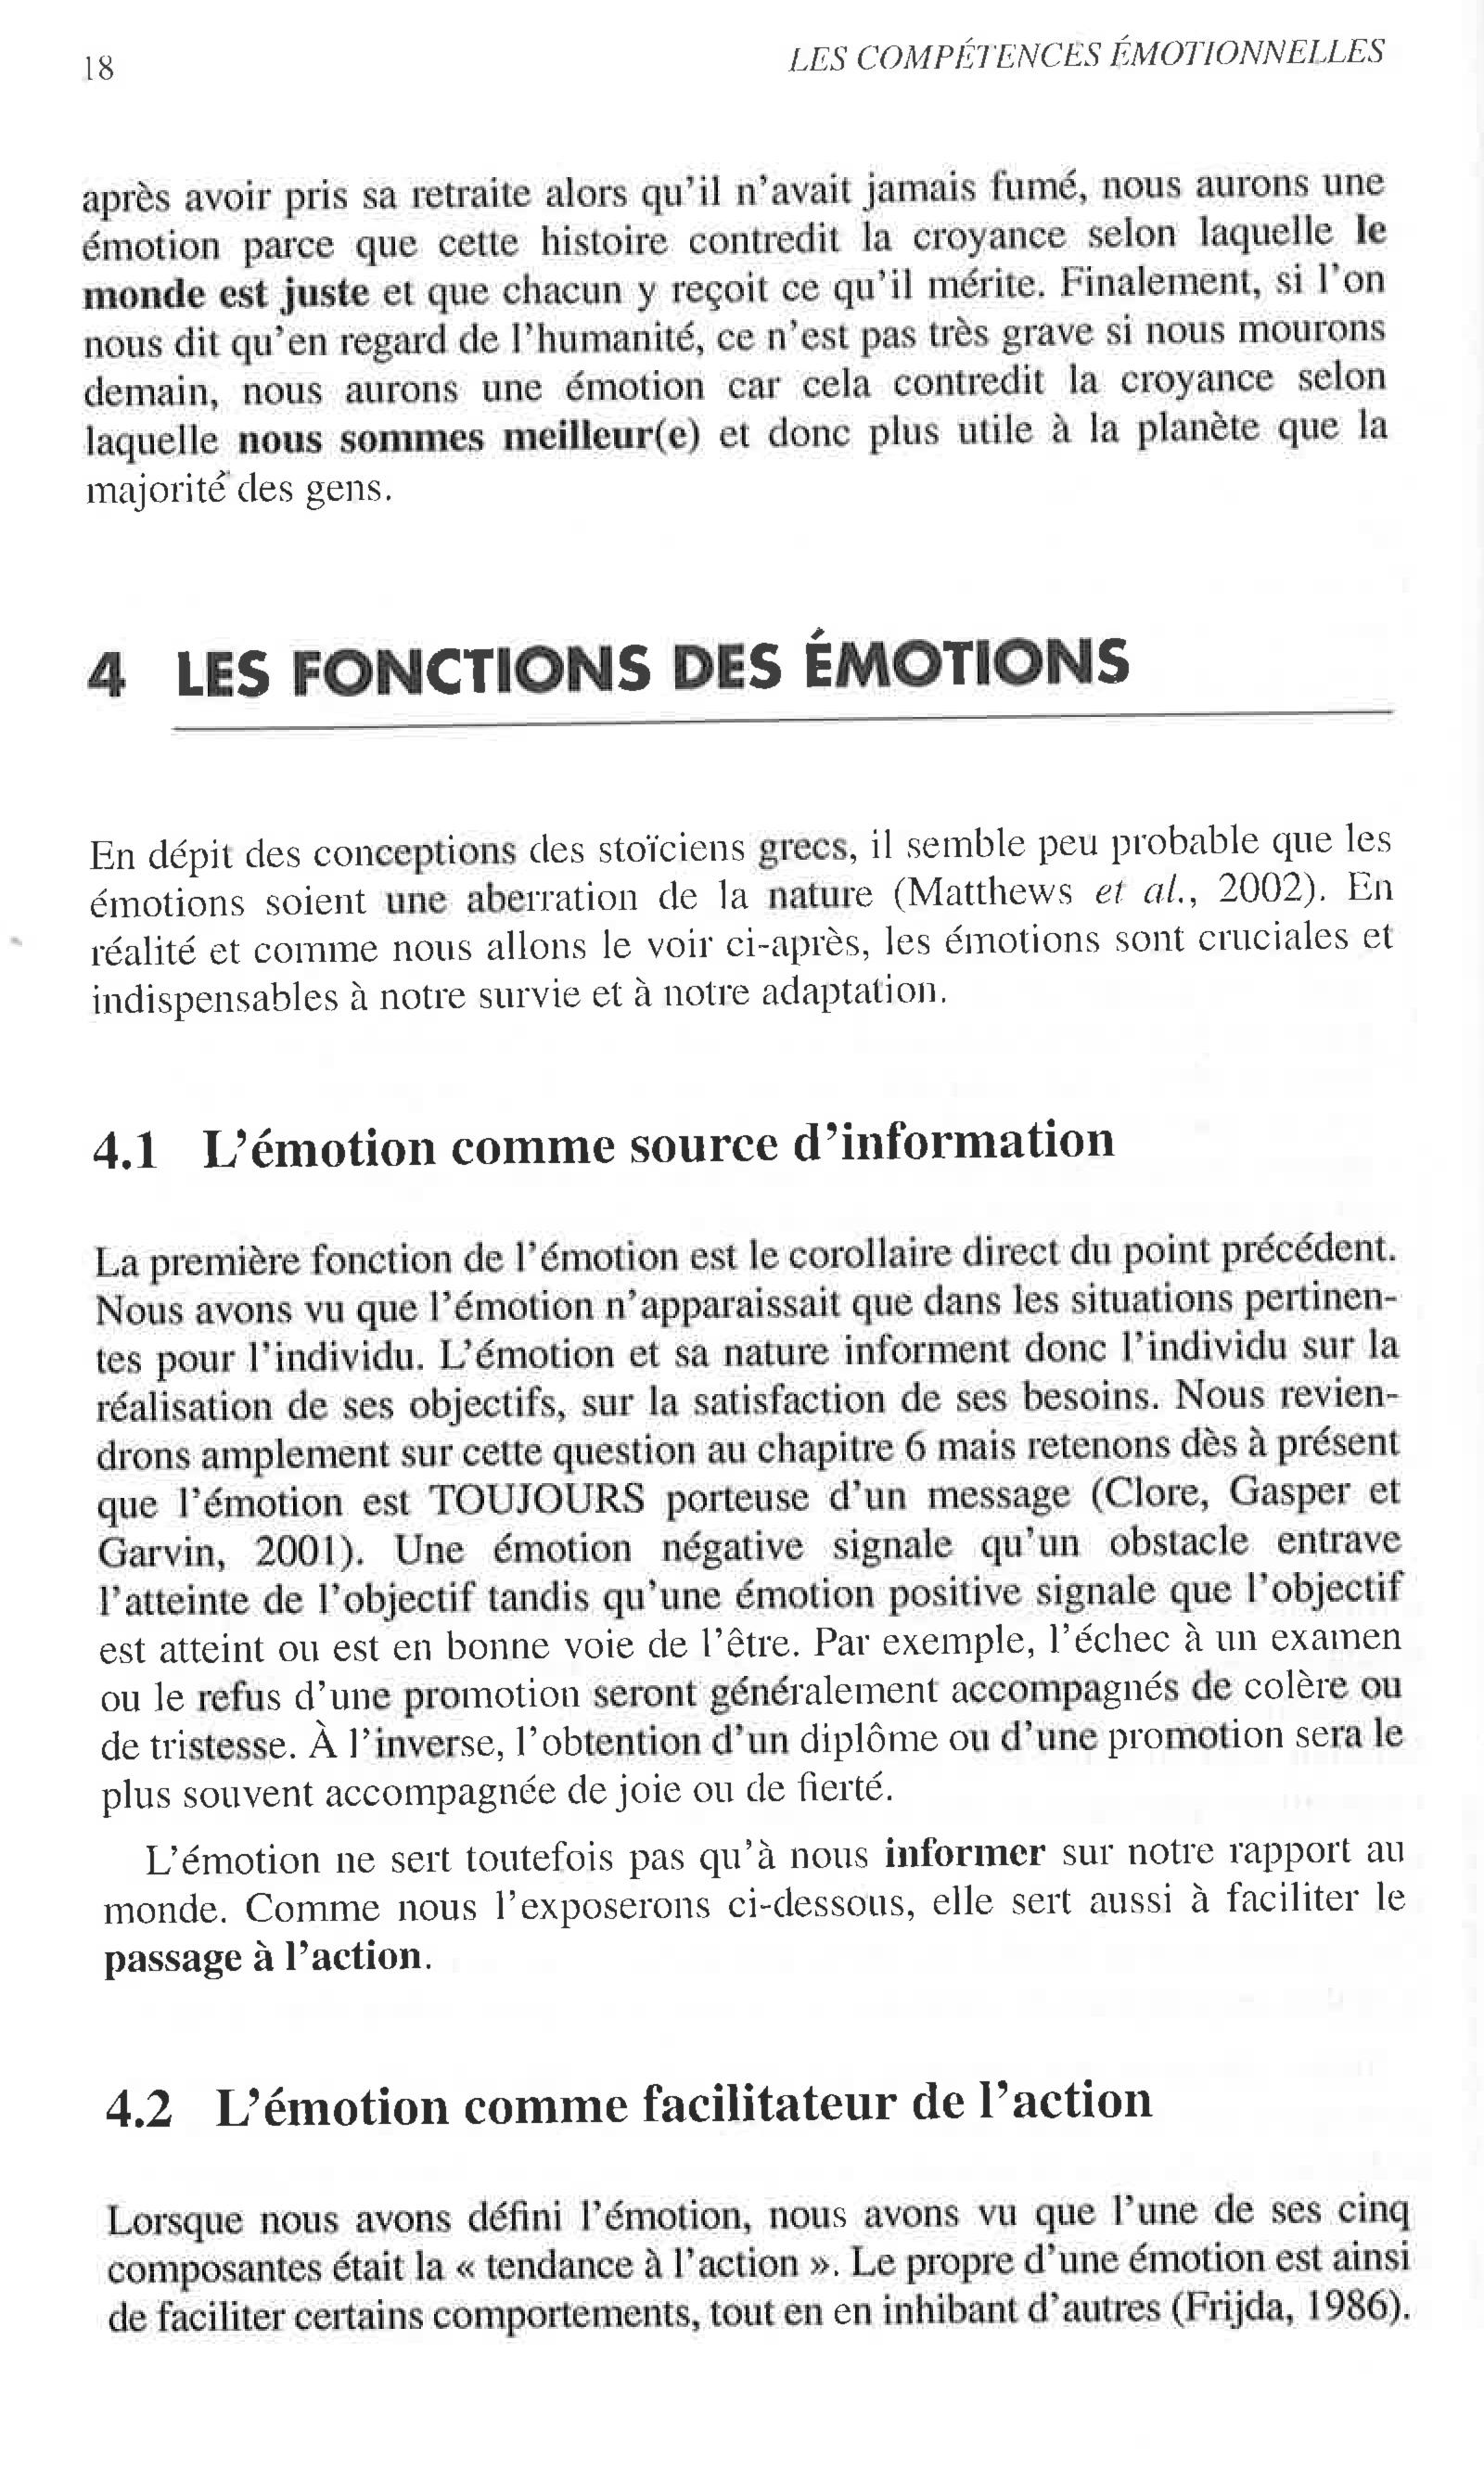 18
LES COMPÉTENCES ÉMOTIONNELLES
après avoir pris sa retraite alors qu'il n'avait jamais fumé, nous aurons une
émotion parce que cette histoire contredit la croyance selon laquelle le
monde est juste et que chacun y reçoit ce qu'il mérite. Finalement, si l'on
nous dit qu'en regard de l'humanité, ce n'est pas très grave si nous mourons
demain, nous aurons une émotion car cela contredit la croyance selon
laquelle nous sommes meilleur(e) et donc plus utile à la planète que la
majorité des gens.
4 LES FONCTIONS DES ÉMOTIONS
En dépit des conceptions des stoïciens grecs, il semble peu probable que les
émotions soient une aberration de la nature (Matthews et al., 2002). En
réalité et comme nous allons le voir ci-après, les émotions sont cruciales et
indispensables à notre survie et à notre adaptation.
4.1 L'émotion comme source d'information
La première fonction de l'émotion est le corollaire direct du point précédent.
Nous avons vu que l'émotion n'apparaissait que dans les situations pertinen-
tes pour l'individu. L'émotion et sa nature informent donc l'individu sur la
réalisation de ses objectifs, sur la satisfaction de ses besoins. Nous revien-
drons amplement sur cette question au chapitre 6 mais retenons dès à présent
que l'émotion est TOUJOURS porteuse d'un message (Clore, Gasper et
Garvin, 2001). Une émotion négative signale qu'un obstacle entrave
l'atteinte de l'objectif tandis qu'une émotion positive signale que l'objectif
est atteint ou est en bonne voie de l'être. Par exemple, l'échec à un examen
ou le refus d'une promotion seront généralement accompagnés de colère ou
de tristesse. À l'inverse, l'obtention d'un diplôme ou d'une promotion sera le
plus souvent accompagnée de joie ou de fierté.
L'émotion ne sert toutefois pas qu'à nous informer sur notre rapport au
monde. Comme nous l'exposerons ci-dessous, elle sert aussi à faciliter le
passage à l'action.
4.2 L'émotion comme facilitateur de l'action
Lorsque nous avons défini l'émotion, nous avons vu que l'une de ses cinq
composantes était la « tendance à l'action ». Le propre d'une émotion est ainsi
de faciliter certains comportements, tout en en inhibant d'autres (Frijda, 1986).